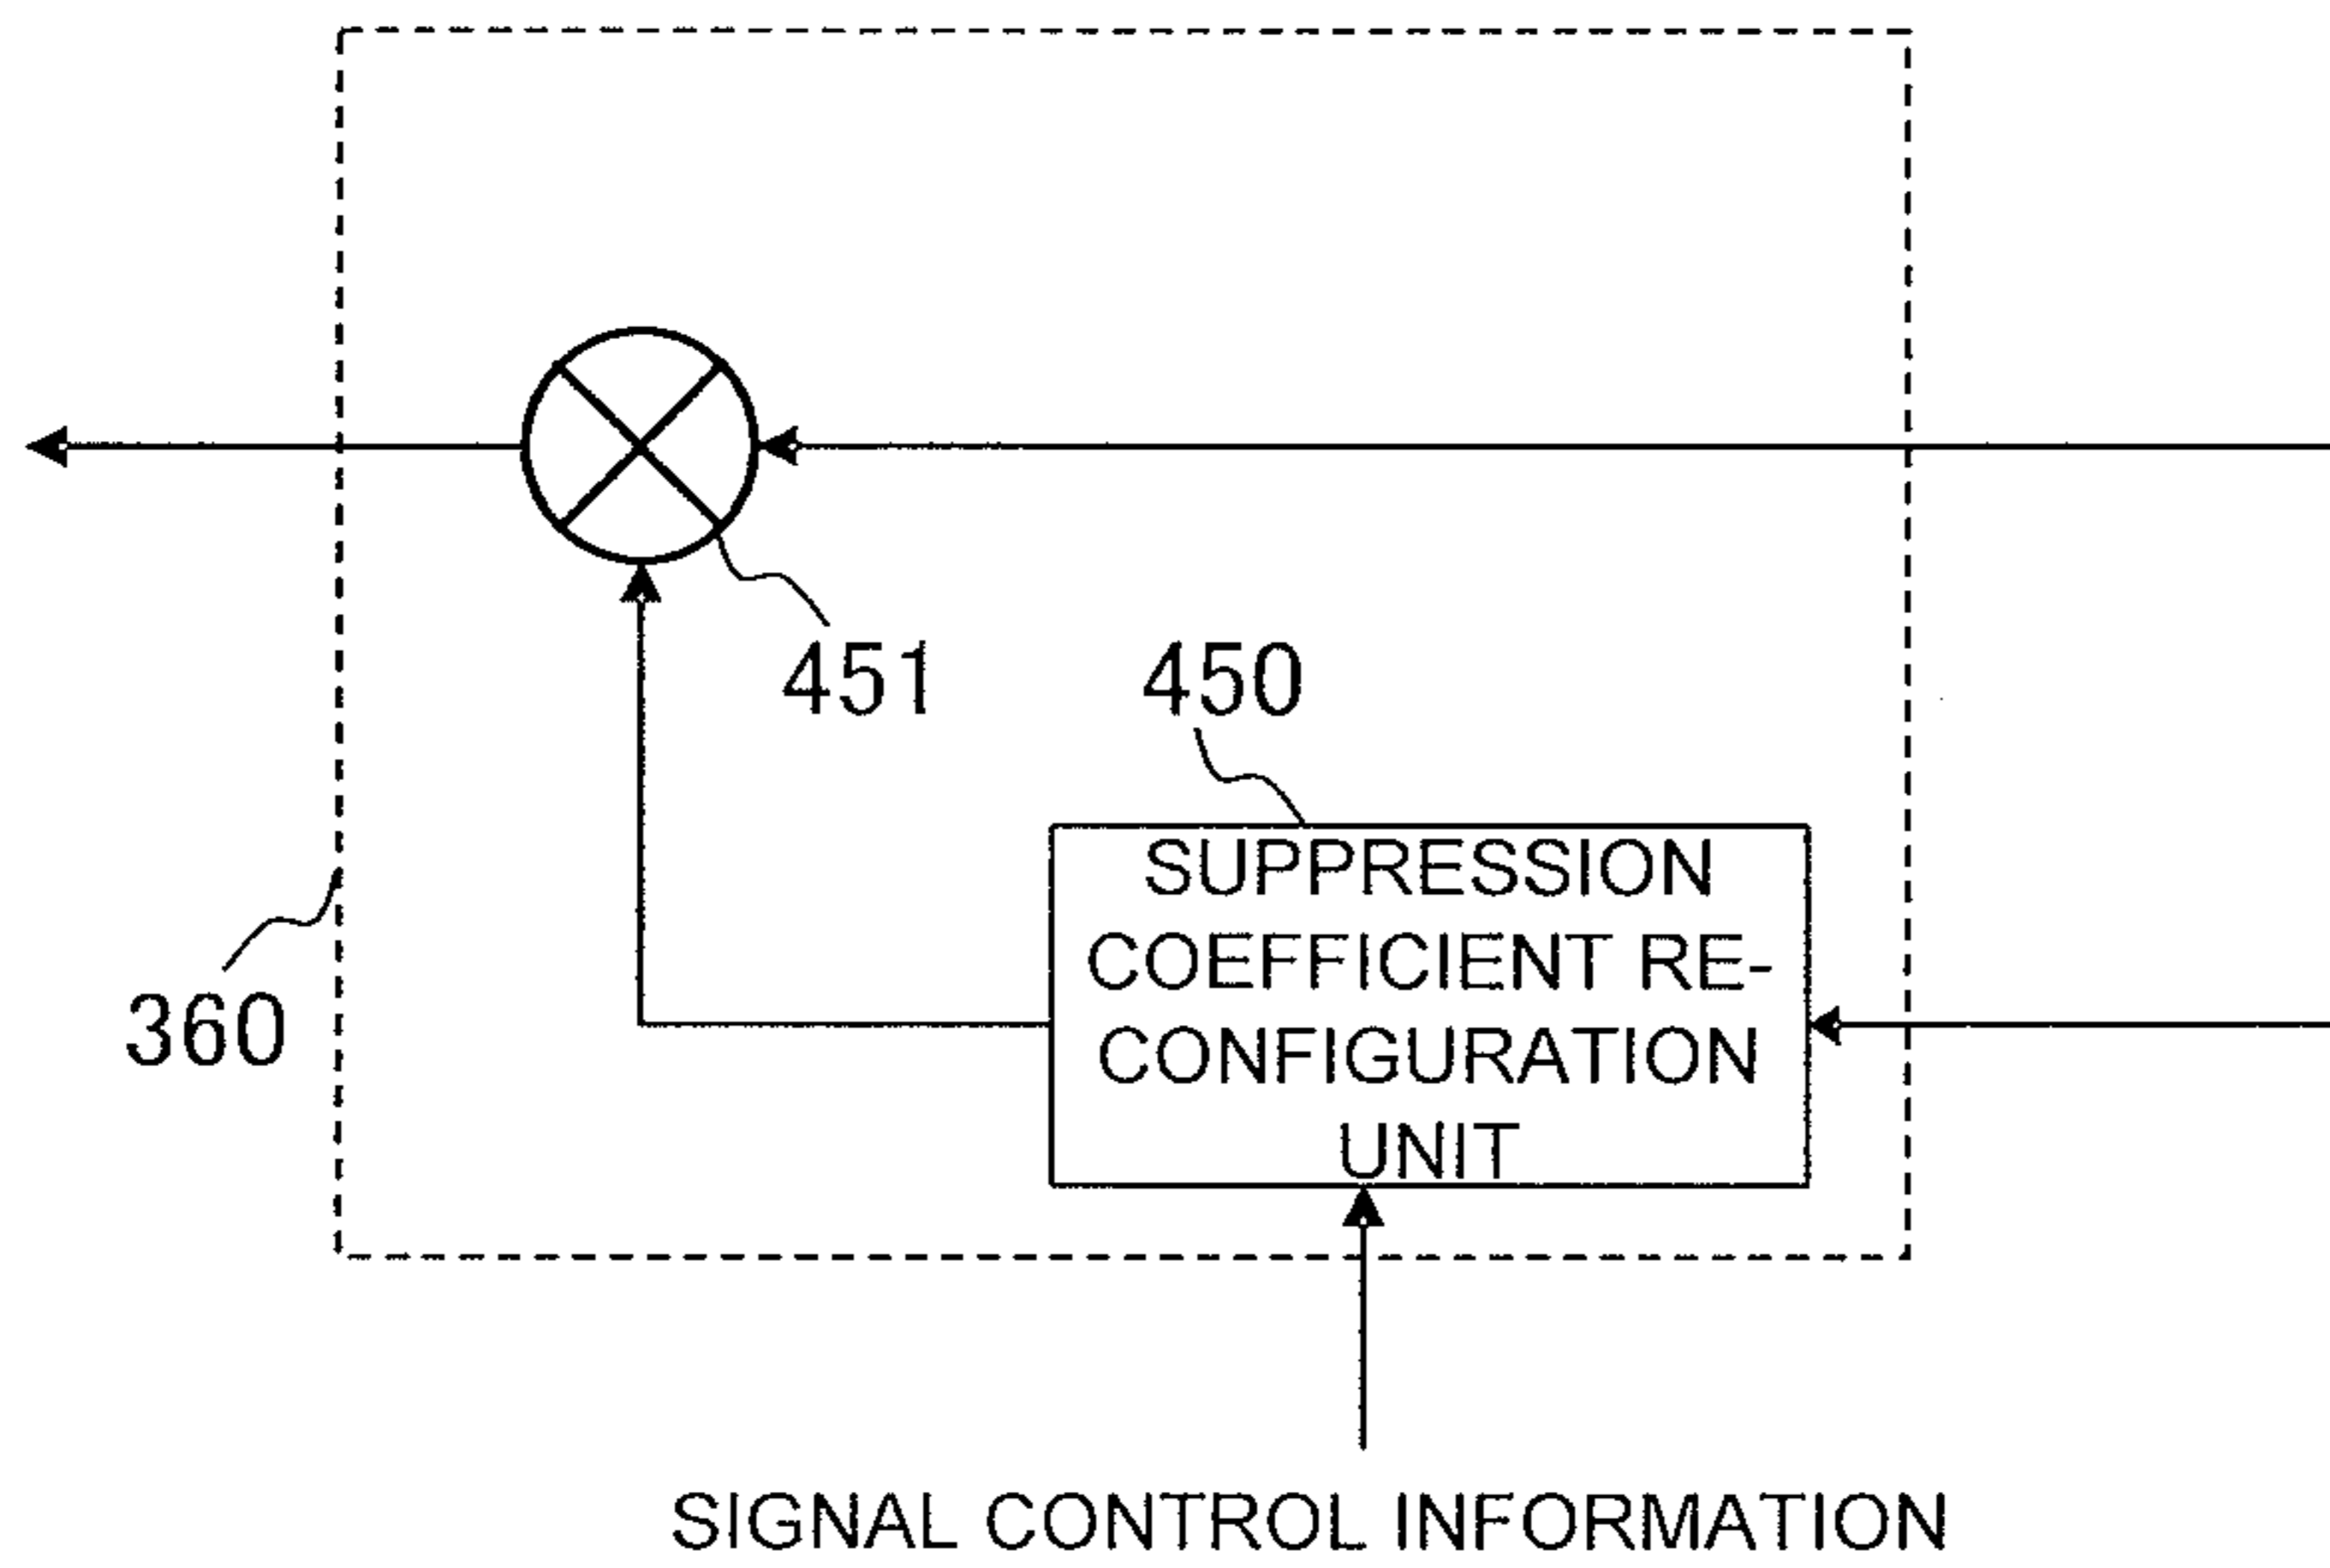 451
450
SUPPRESSION
COEFFICIENT RE-
CONFIGURATION
UNIT
360
SIGNAL CONTROL INFORMATION